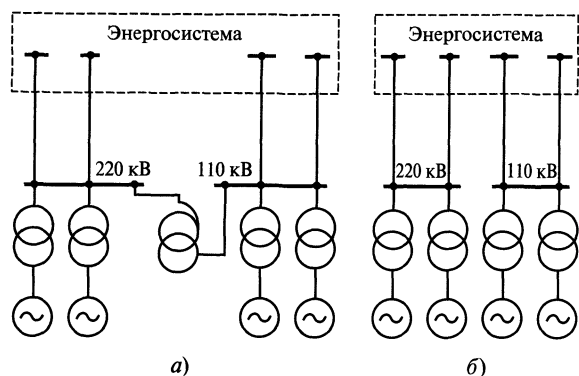 Энергосистема
Энергосистема
220 кВ
110 кВ
220 кВ
110 кВ
а)
б)